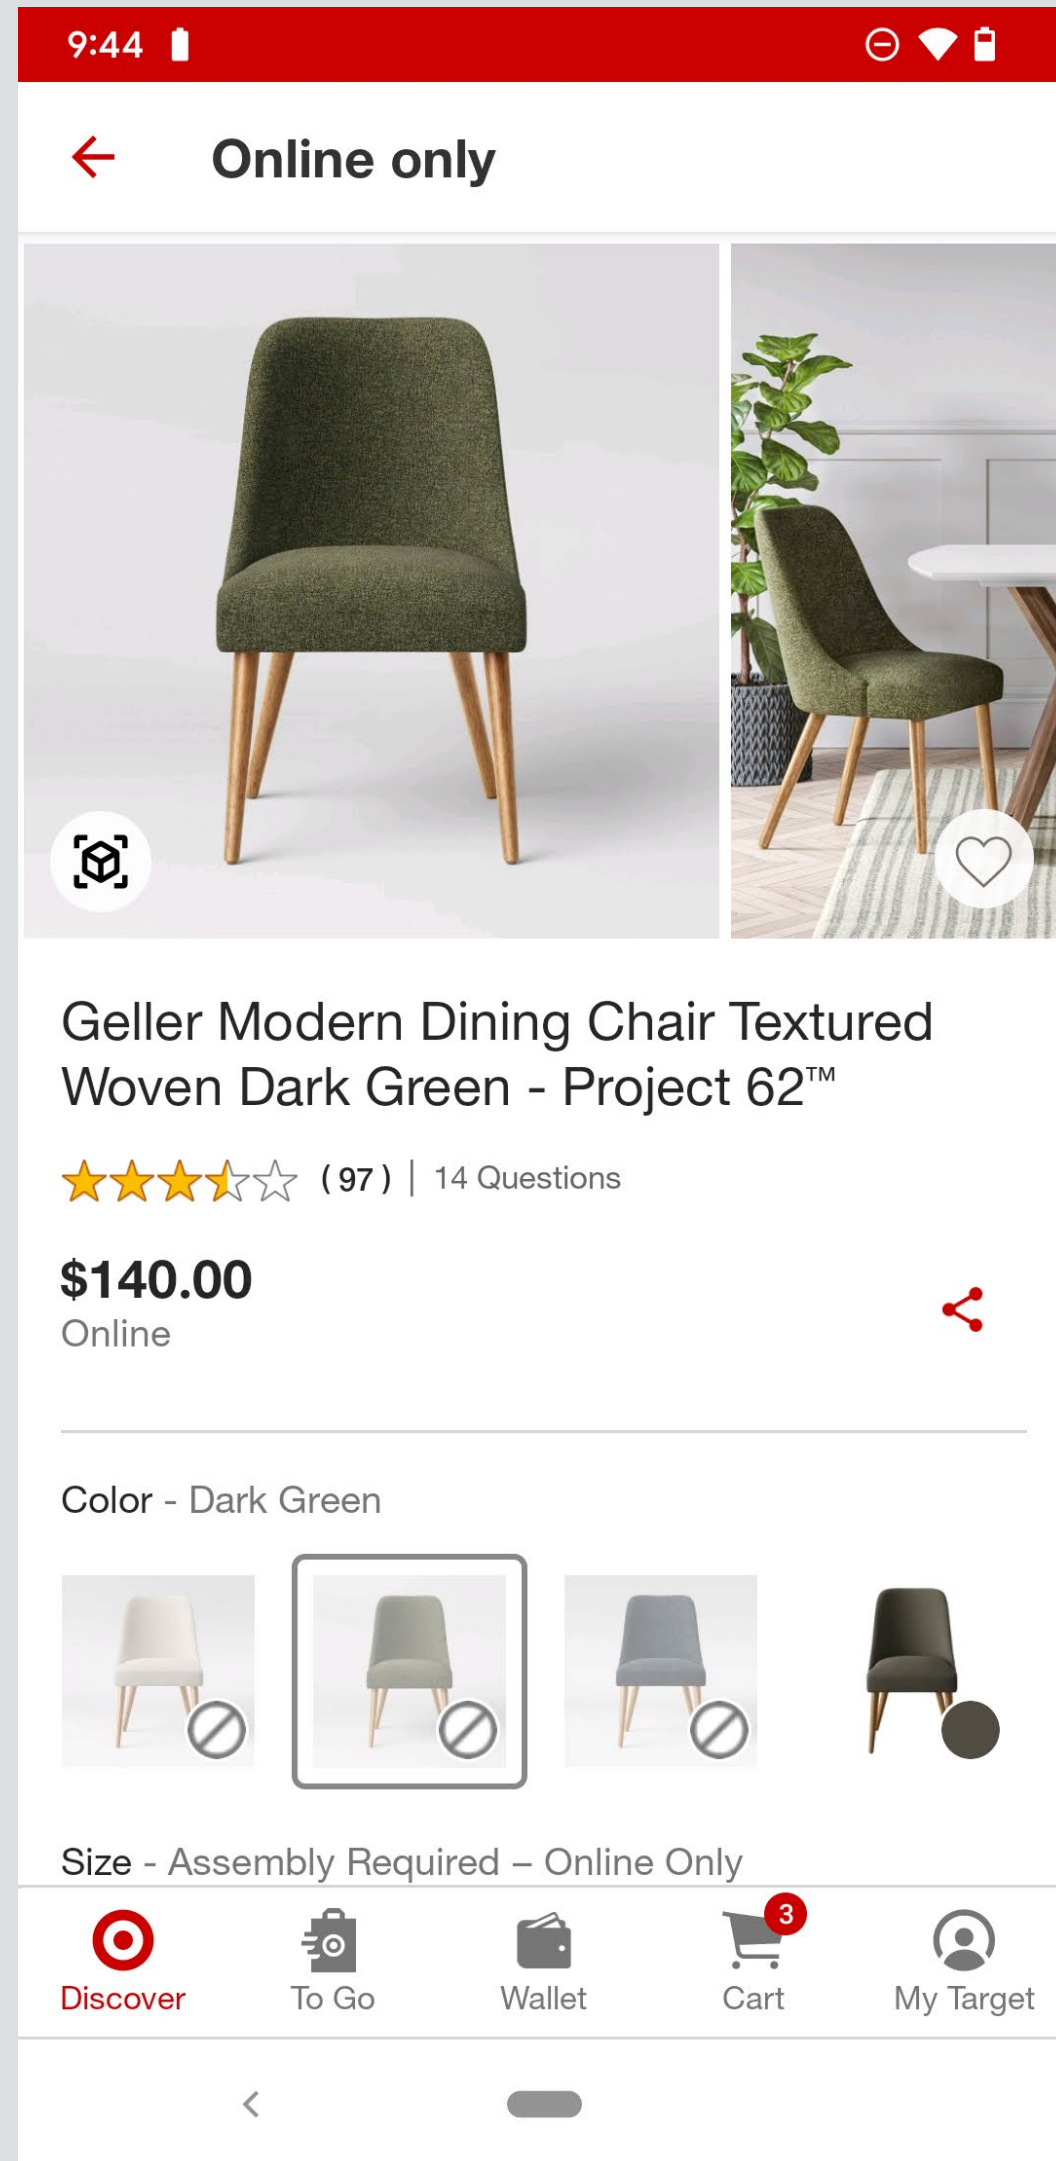 9:44
Online only
Geller Modern Dining Chair Textured
Woven Dark Green - Project 62™
( 97 ) | 14 Questions
$140.00
Online
Color - Dark Green
Size - Assembly Required – Online Only
3
Discover
To Go
Wallet
Cart
My Target